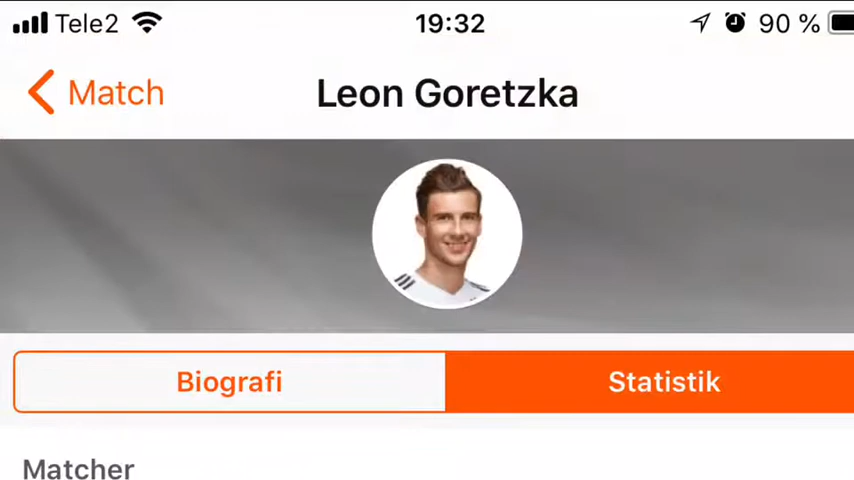 Tele2 19:32 90 %
Match Leon Goretzka
Biografi Statistik
Matcher